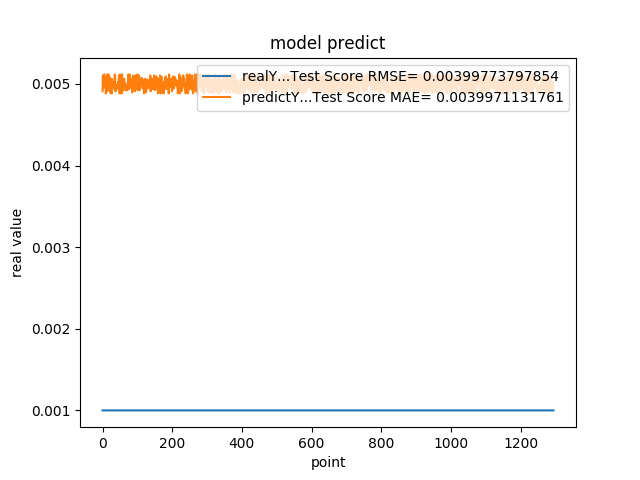 model predict
realY...Test Score RMSE= 0.00399773797854
predictY...Test Score MAE= 0.0039971131761
0.005
0.004
0.003
0.002
0.001
real value
0 200 400 600 800 1000 1200
point